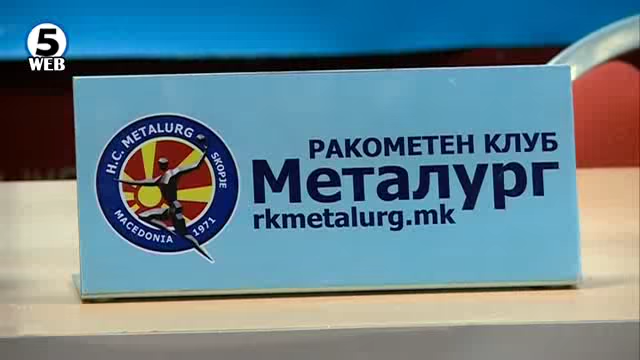 5
WEB
H.C. METALURG SKOPJE
MACEDONIA 1971
РАКОМЕТЕН КЛУБ
Металург
rkmetalurg.mk